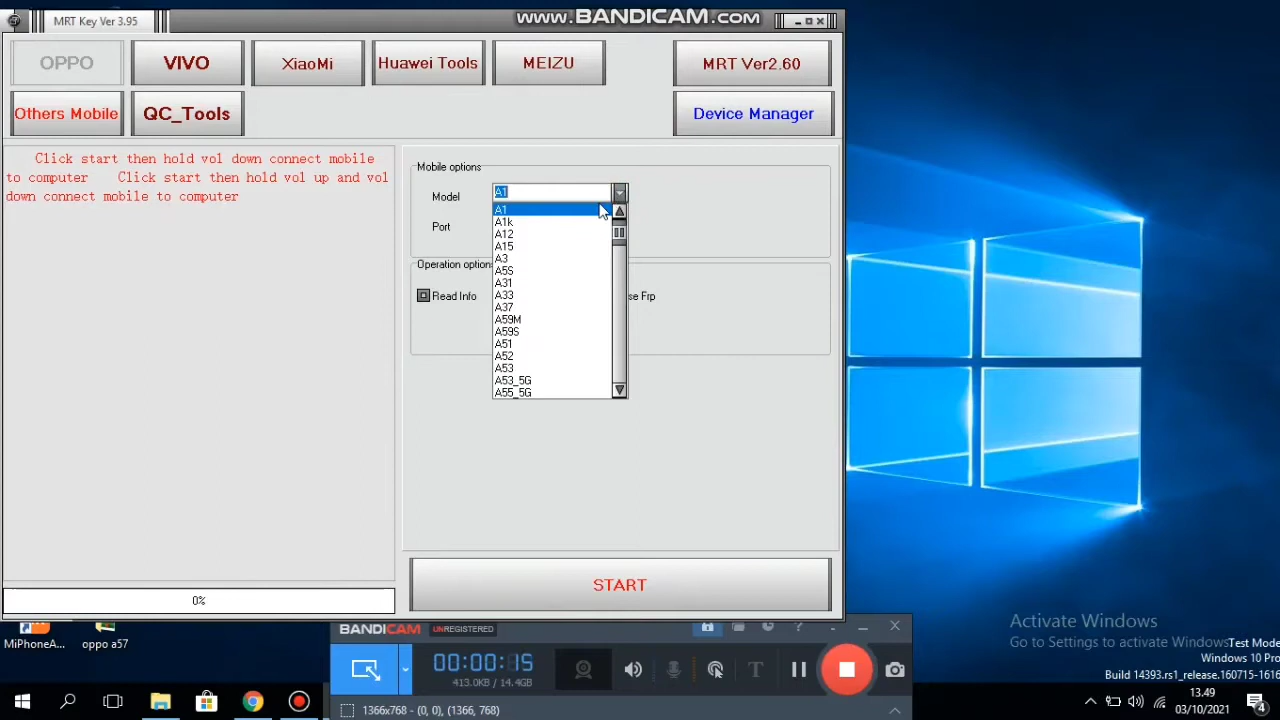 MRT Key Ver 3.95
www.BANDICAM.com
OPPO
VIVO
XiaoMi
Huawei Tools
MEIZU
MRT Ver2.60
Others Mobile
QC_Tools
Device Manager
Click start then hold vol down connect mobile
to computer Click start then hold vol up and vol
down connect mobile to computer
0%
Mobile options
Model
A1
Port
A1
A1k
A12
A15
A3
A5S
A31
A33
A37
A59M
A59S
A51
A52
A53
A53_5G
A55_5G
Operation option
Read Info
se Frp
START
MiPhoneA...
oppo a57
BANDICAM
UNREGISTERED
00:00:15
413.0KB / 14.4GB
1366x768 - (0, 0), (1366, 768)
Activate Windows
Go to Settings to activate Windows
Test Mode
Windows 10 Pro
Build 14393.rs1_release.160715-1616
13.49
03/10/2021
4